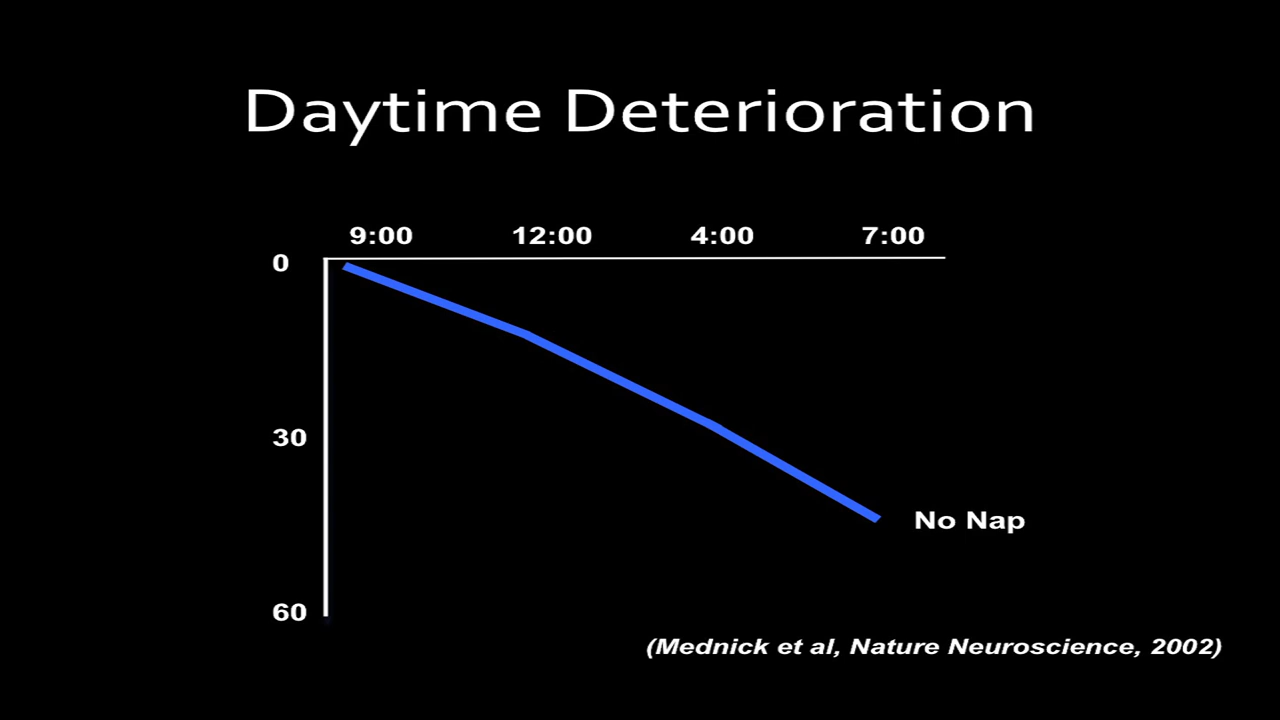 Daytime Deterioration
9:00 12:00 4:00 7:00
0
30
No Nap
60
(Mednick et al, Nature Neuroscience, 2002)